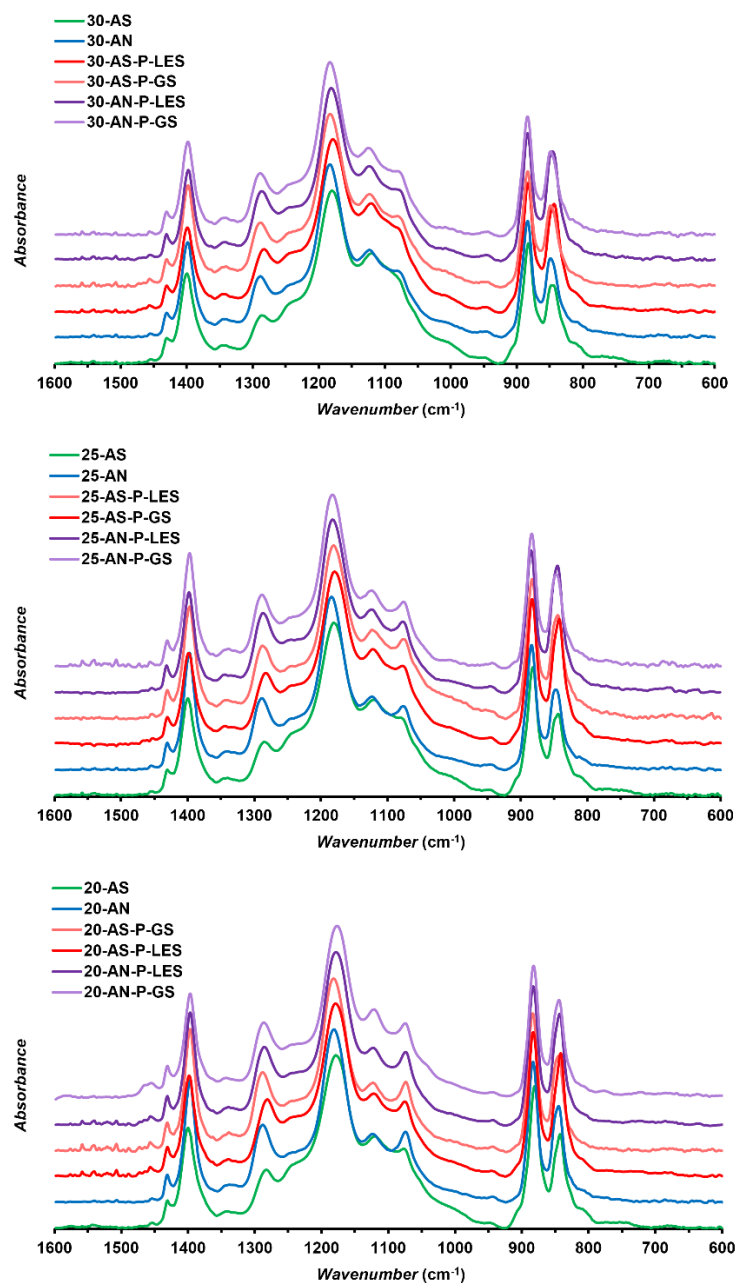 30-AS
30-AN
30-AS-P-LES
30-AS-P-GS
30-AN-P-LES
30-AN-P-GS
Absorbance
1600 1500 1400 1300 1200 1100 1000 900 800 700 600
Wavenumber (cm⁻¹)
25-AS
25-AN
25-AS-P-LES
25-AS-P-GS
25-AN-P-LES
25-AN-P-GS
Absorbance
1600 1500 1400 1300 1200 1100 1000 900 800 700 600
Wavenumber (cm⁻¹)
20-AS
20-AN
20-AS-P-GS
20-AS-P-LES
20-AN-P-LES
20-AN-P-GS
Absorbance
1600 1500 1400 1300 1200 1100 1000 900 800 700 600
Wavenumber (cm⁻¹)